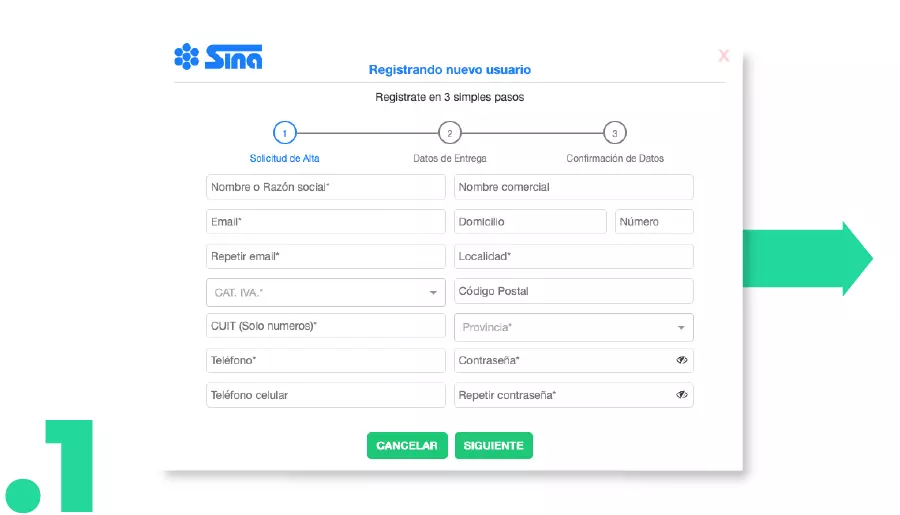 Sina
X
Registrando nuevo usuario
Registrate en 3 simples pasos
1 2 3
Solicitud de Alta Datos de Entrega Confirmación de Datos
Nombre o Razón social* Nombre comercial
Email* Domicilio Número
Repetir email* Localidad*
CAT. IVA.* Código Postal
CUIT (Solo numeros)* Provincia*
Teléfono* Contraseña*
Teléfono celular Repetir contraseña*
CANCELAR SIGUIENTE
.1